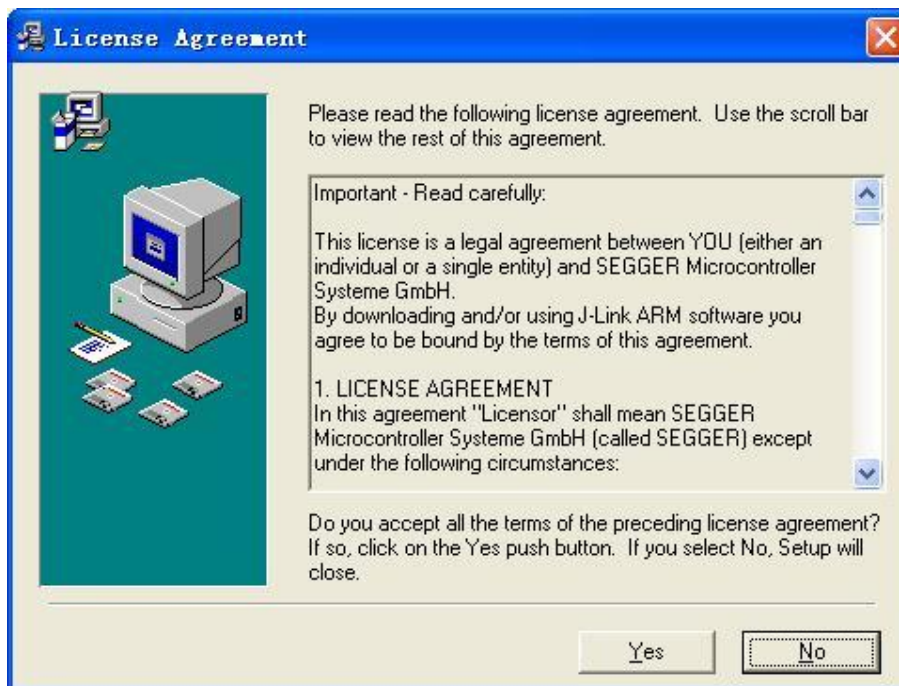 License Agreement
Please read the following license agreement. Use the scroll bar
to view the rest of this agreement.
Important - Read carefully:
This license is a legal agreement between YOU (either an
individual or a single entity) and SEGGER Microcontroller
Systeme GmbH.
By downloading and/or using J-Link ARM software you
agree to be bound by the terms of this agreement.
1. LICENSE AGREEMENT
In this agreement "Licensor" shall mean SEGGER
Microcontroller Systeme GmbH (called SEGGER) except
under the following circumstances:
Do you accept all the terms of the preceding license agreement?
If so, click on the Yes push button. If you select No, Setup will
close.
Yes
No